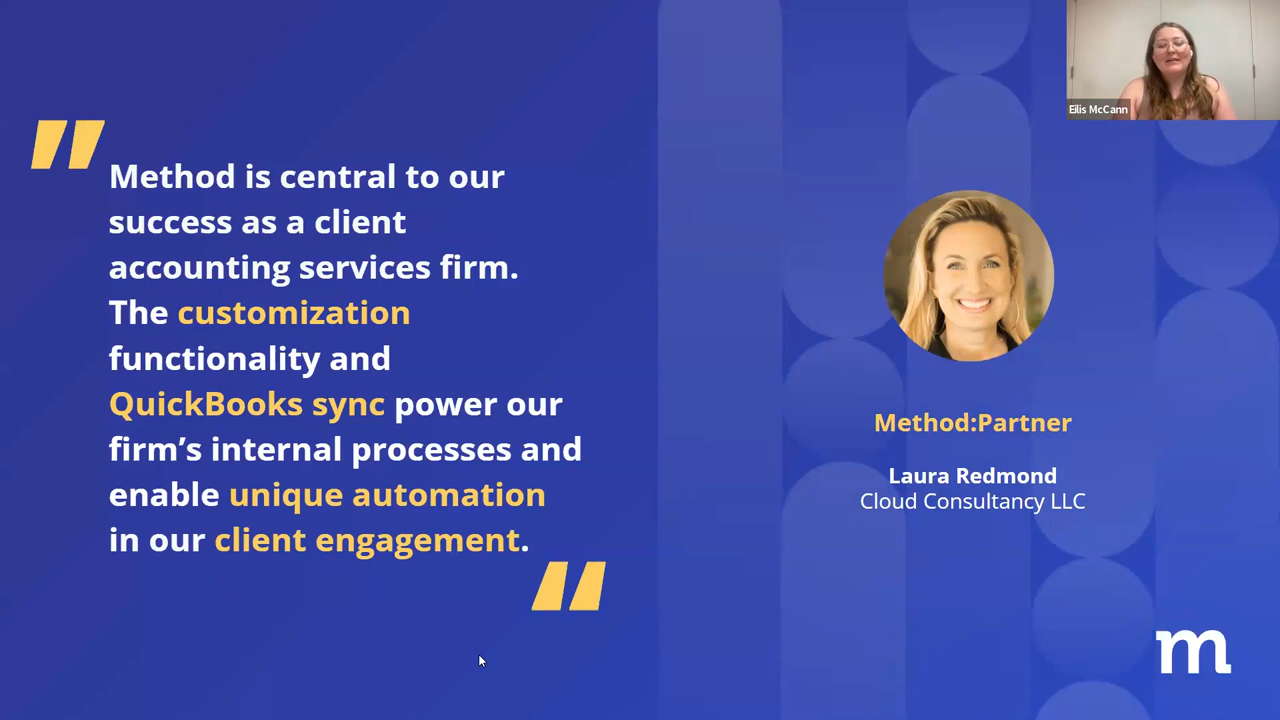 Eilis McCann
"
Method is central to our
success as a client
accounting services firm.
The customization
functionality and
QuickBooks sync power our
firm’s internal processes and
enable unique automation
in our client engagement.
"
Method:Partner
Laura Redmond
Cloud Consultancy LLC
m